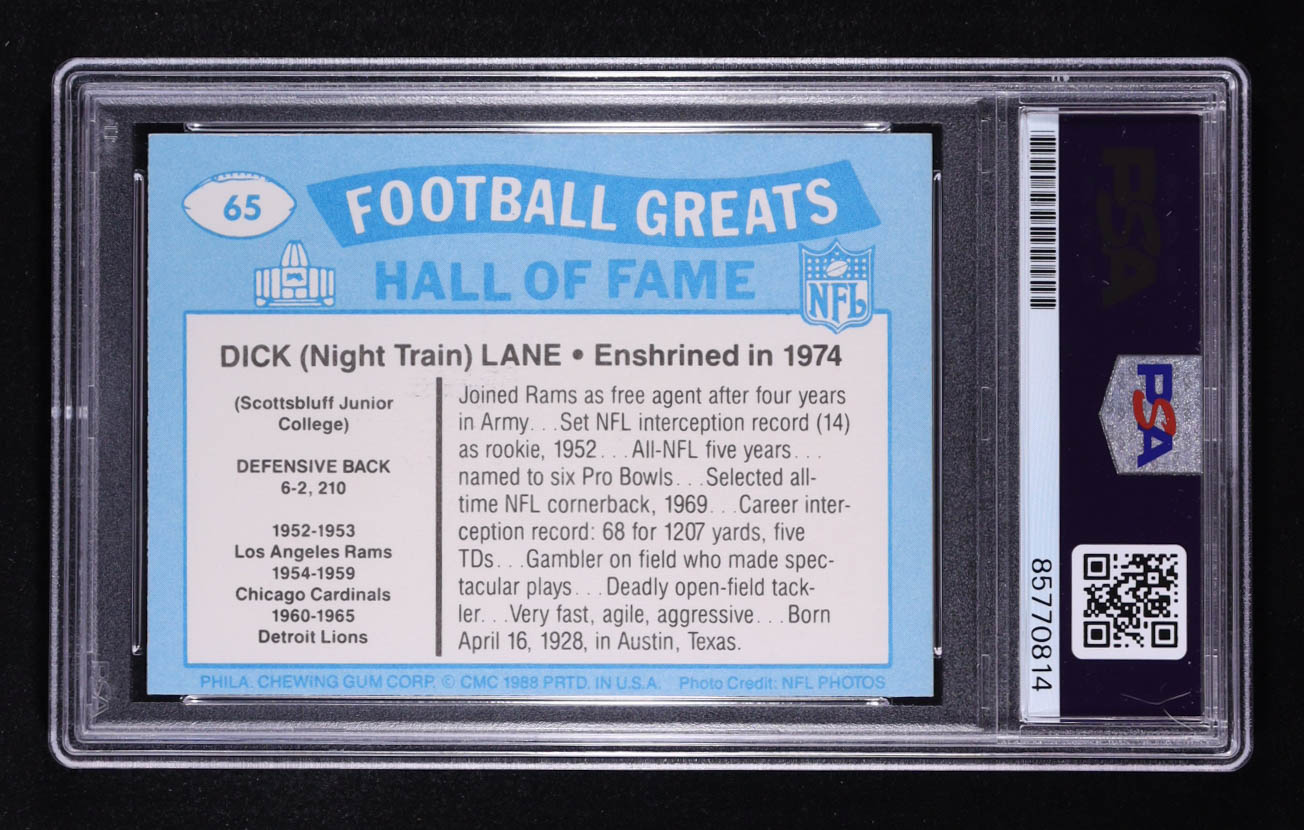 65
FOOTBALL GREATS
HALL OF FAME
NFL
DICK (Night Train) LANE • Enshrined in 1974
(Scottsbluff Junior
College)
DEFENSIVE BACK
6-2, 210
1952-1953
Los Angeles Rams
1954-1959
Chicago Cardinals
1960-1965
Detroit Lions
Joined Rams as free agent after four years
in Army. . .Set NFL interception record (14)
as rookie, 1952. . .All-NFL five years. . .
named to six Pro Bowls. . .Selected all-
time NFL cornerback, 1969. . .Career inter-
ception record: 68 for 1207 yards, five
TDs. . .Gambler on field who made spec-
tacular plays. . .Deadly open-field tack-
ler. . .Very fast, agile, aggressive. . .Born
April 16, 1928, in Austin, Texas.
PHILA. CHEWING GUM CORP. © CMC 1988 PRTD. IN U.S.A. Photo Credit: NFL PHOTOS
PSA
PSA
85770814
PSA